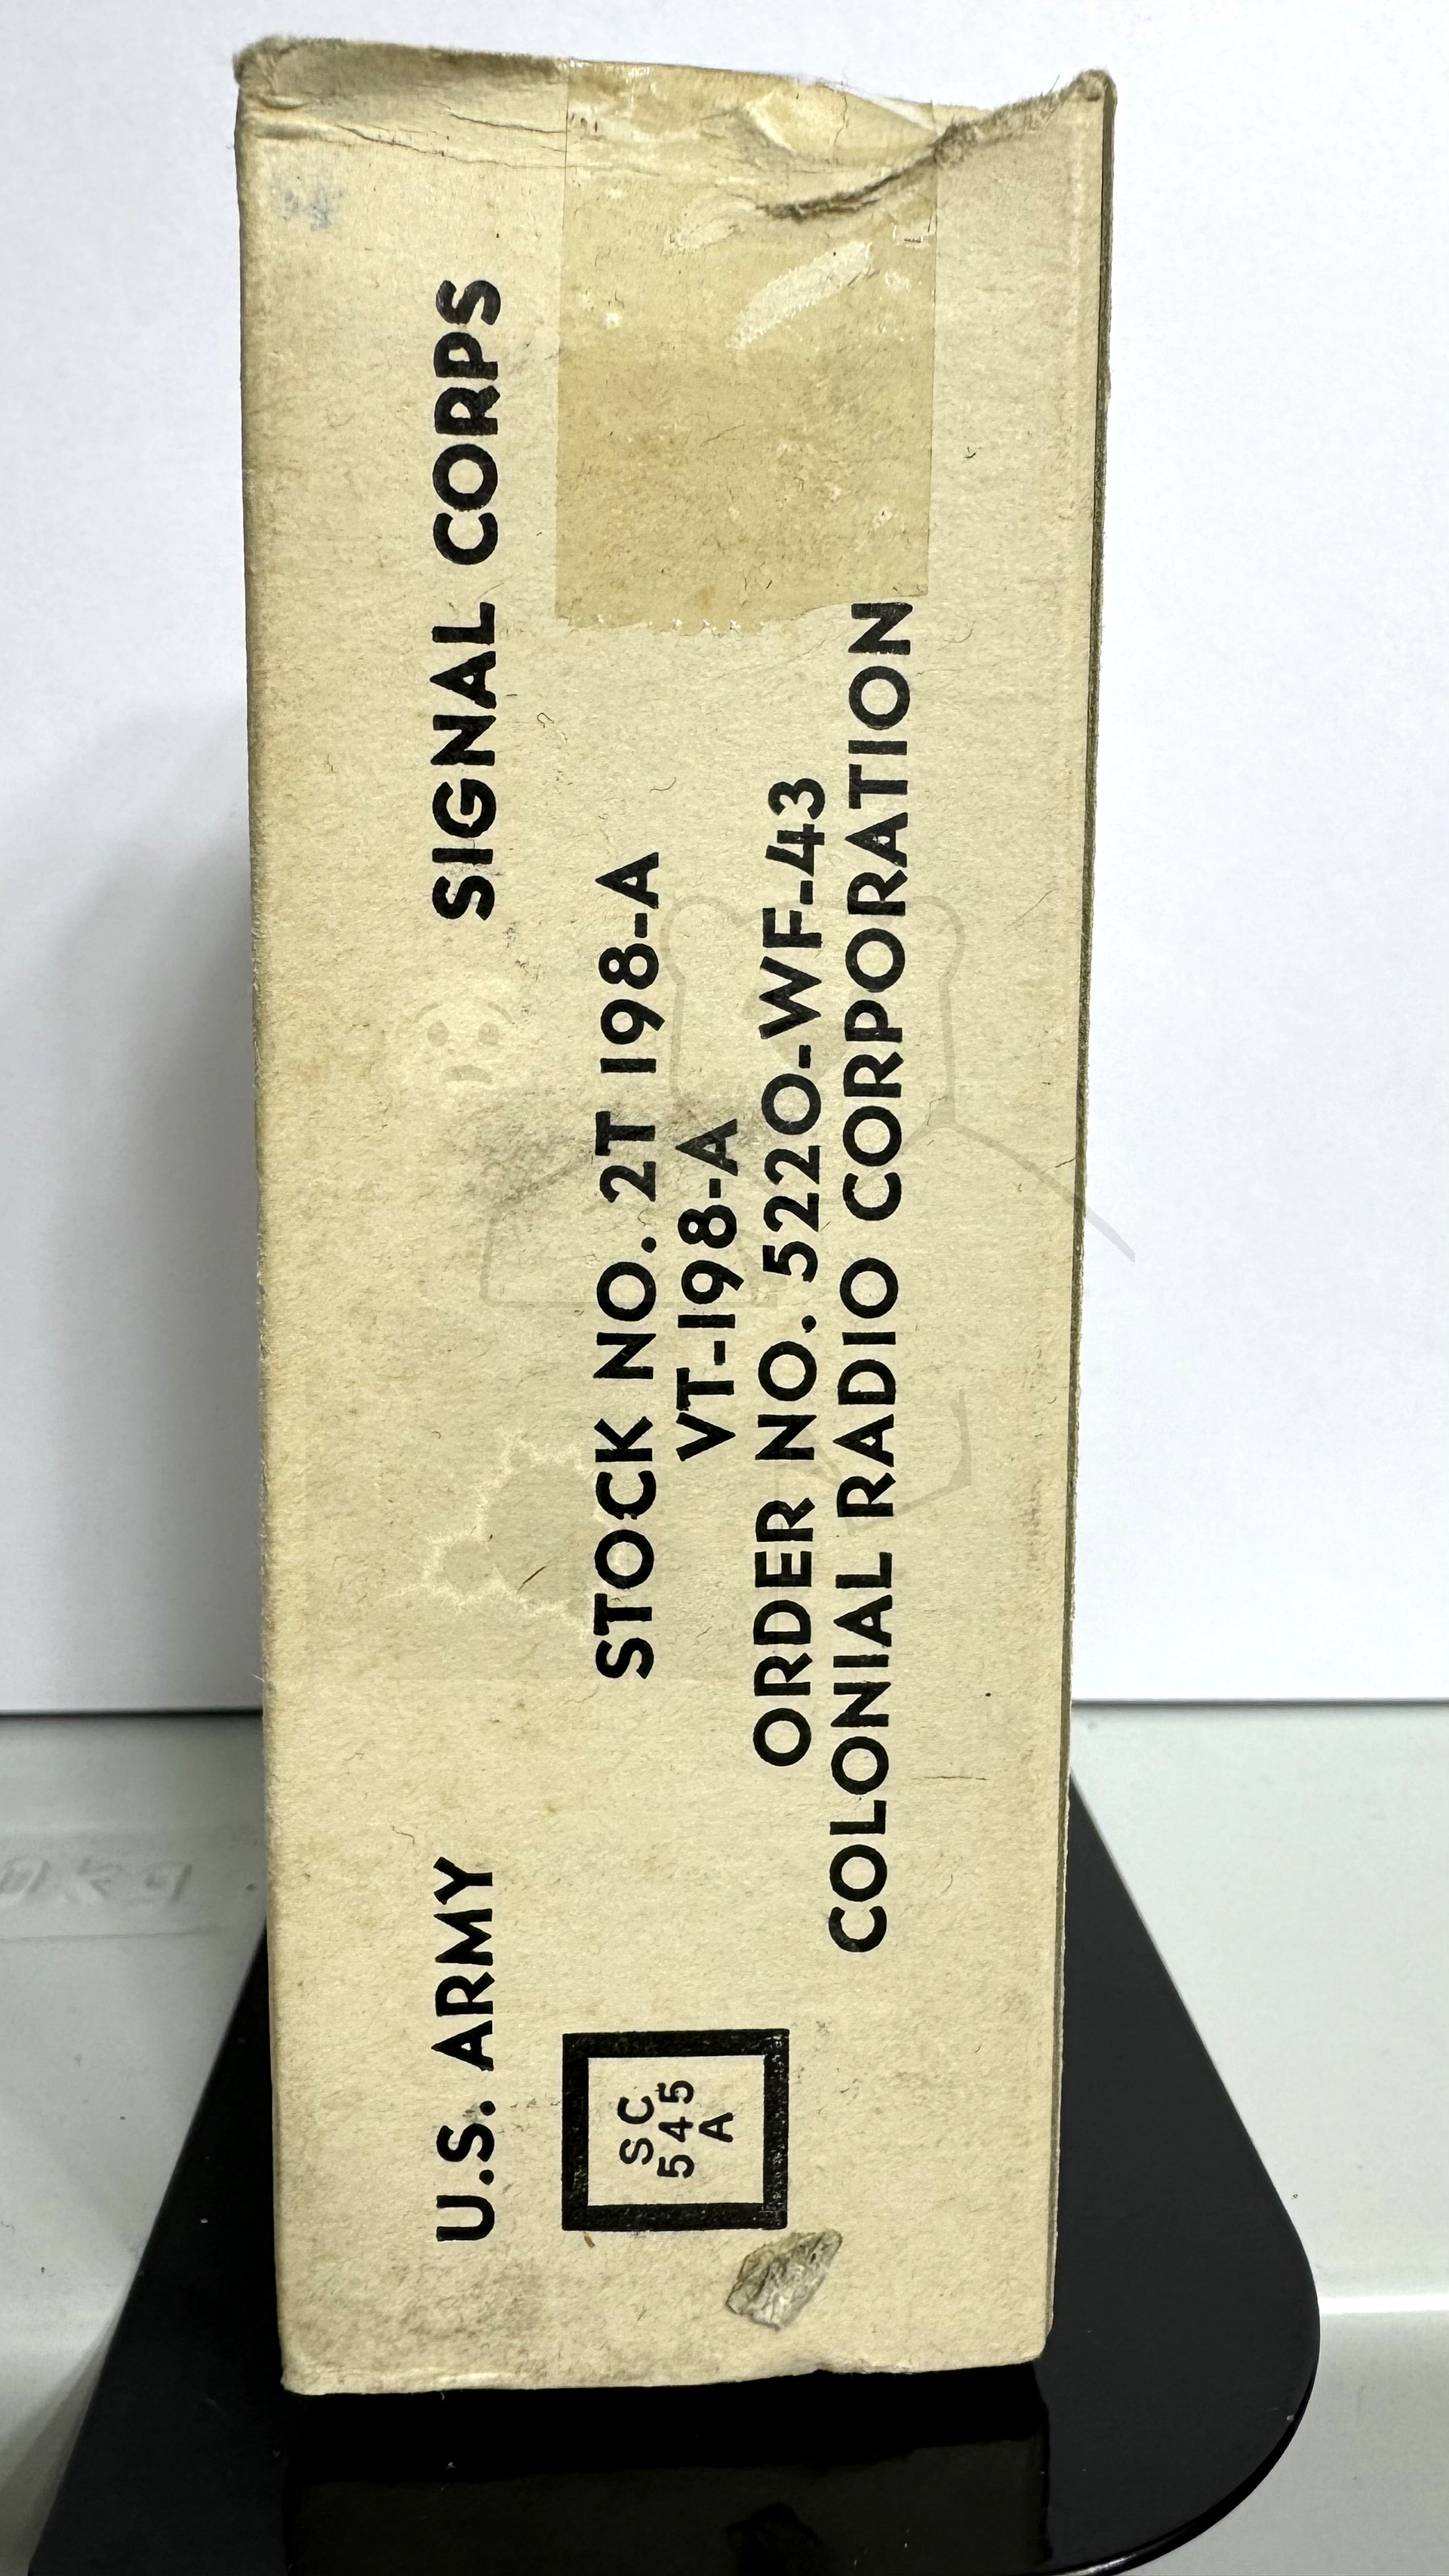 U.S. ARMY SIGNAL CORPS
STOCK NO. 2T 198-A
VT-198-A
ORDER NO. 5220-WF-43
COLONIAL RADIO CORPORATION
SC
545
A